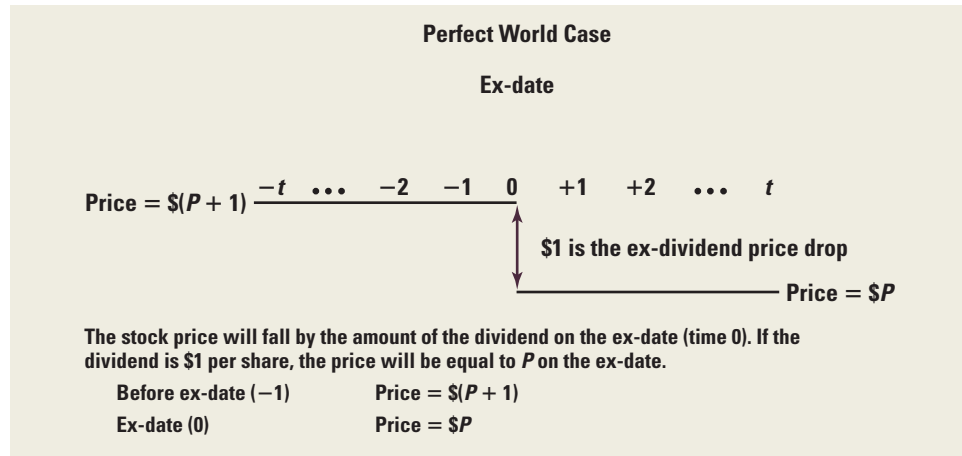 Perfect World Case
Ex-date
−t ... −2 −1 0 +1 +2 ... t
Price = $(P + 1)
$1 is the ex-dividend price drop
Price = $P
The stock price will fall by the amount of the dividend on the ex-date (time 0). If the
dividend is $1 per share, the price will be equal to P on the ex-date.
Before ex-date (−1) Price = $(P + 1)
Ex-date (0) Price = $P